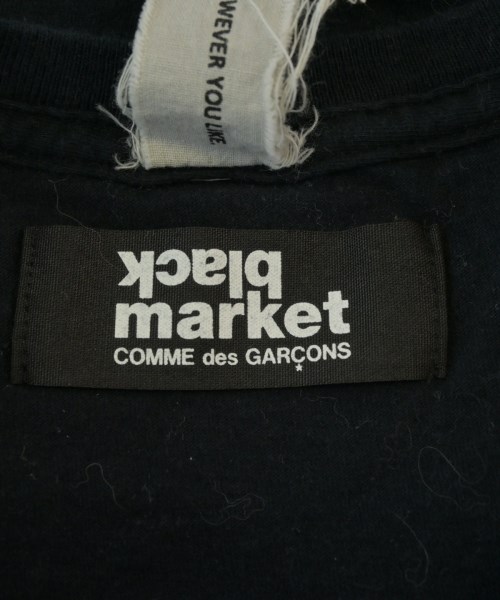 WEVER YOU LIKE
black
market
COMME des GARÇONS